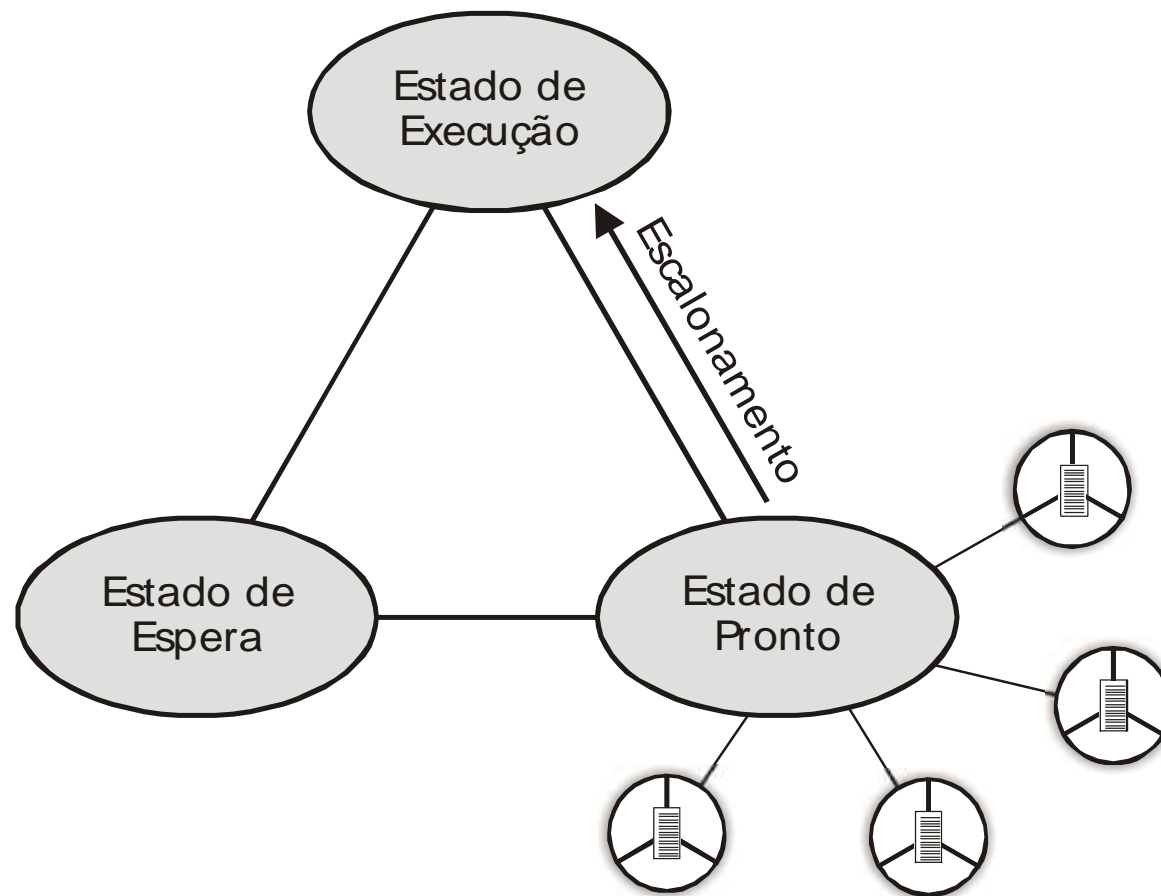 Estado de
Execução
Escalonamento
Estado de
Espera
Estado de
Pronto